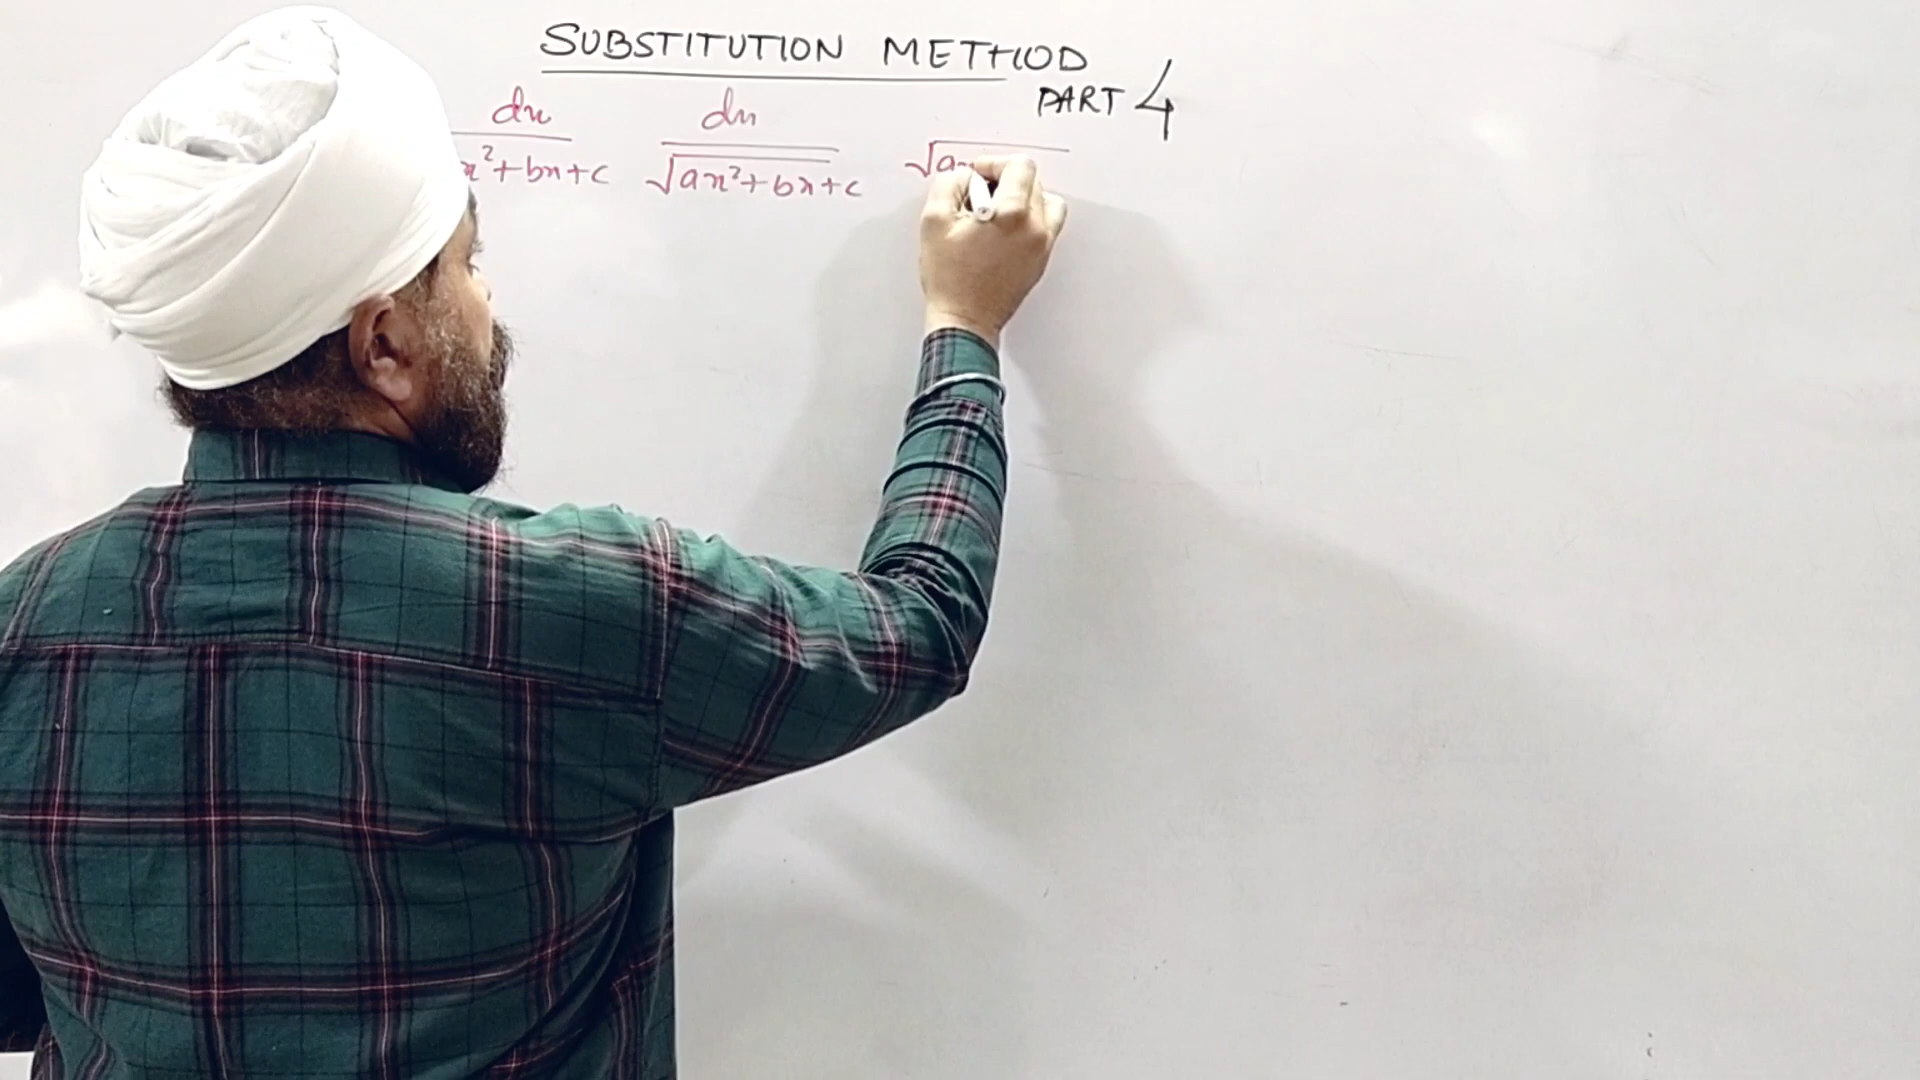 SUBSTITUTION METHOD
PART 4
dx dx
x²+bx+c √ax²+bx+c √a